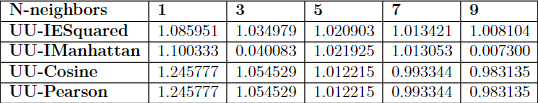 N-neighbors 1 3 5 7 9
UU-IESquared 1.085951 1.034979 1.020903 1.013421 1.008104
UU-IManhattan 1.100333 0.040083 1.021925 1.013053 0.007300
UU-Cosine 1.245777 1.054529 1.012215 0.993344 0.983135
UU-Pearson 1.245777 1.054529 1.012215 0.993344 0.983135